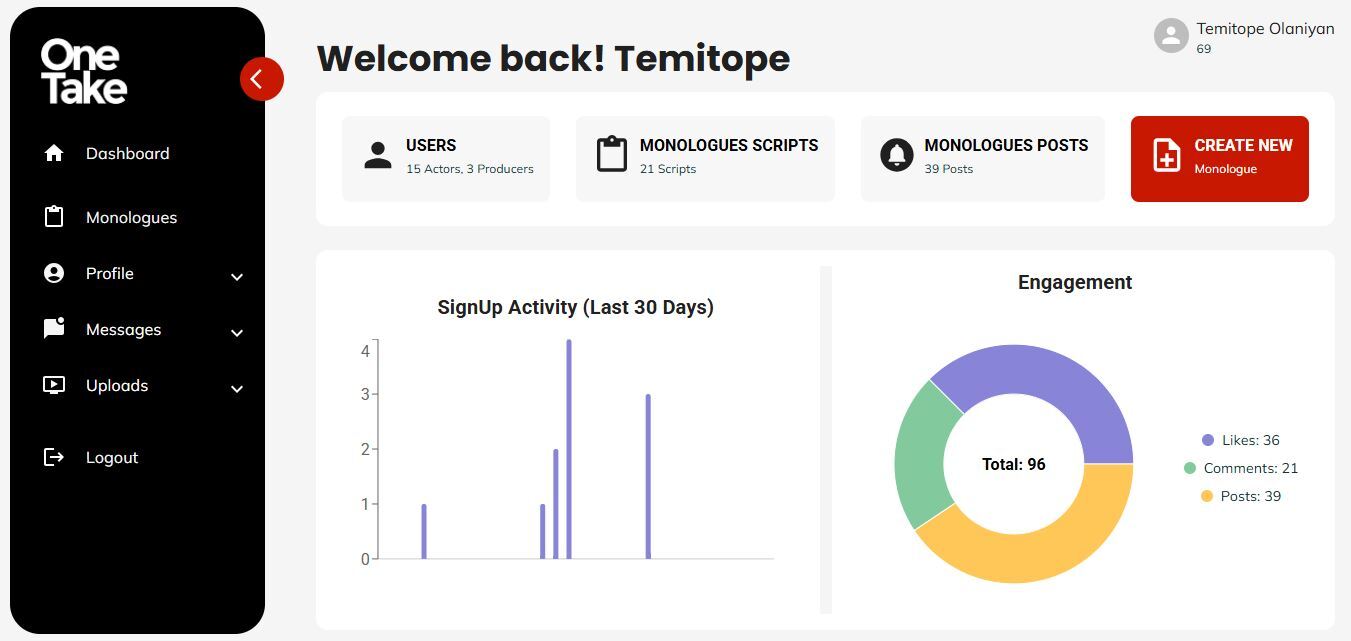 One
Take
Dashboard
Monologues
Profile
Messages
Uploads
Logout
Temitope Olaniyan
69
Welcome back! Temitope
USERS
15 Actors, 3 Producers
MONOLOGUES SCRIPTS
21 Scripts
MONOLOGUES POSTS
39 Posts
CREATE NEW
Monologue
SignUp Activity (Last 30 Days)
4
3
2
1
0
Engagement
Total: 96
Likes: 36
Comments: 21
Posts: 39